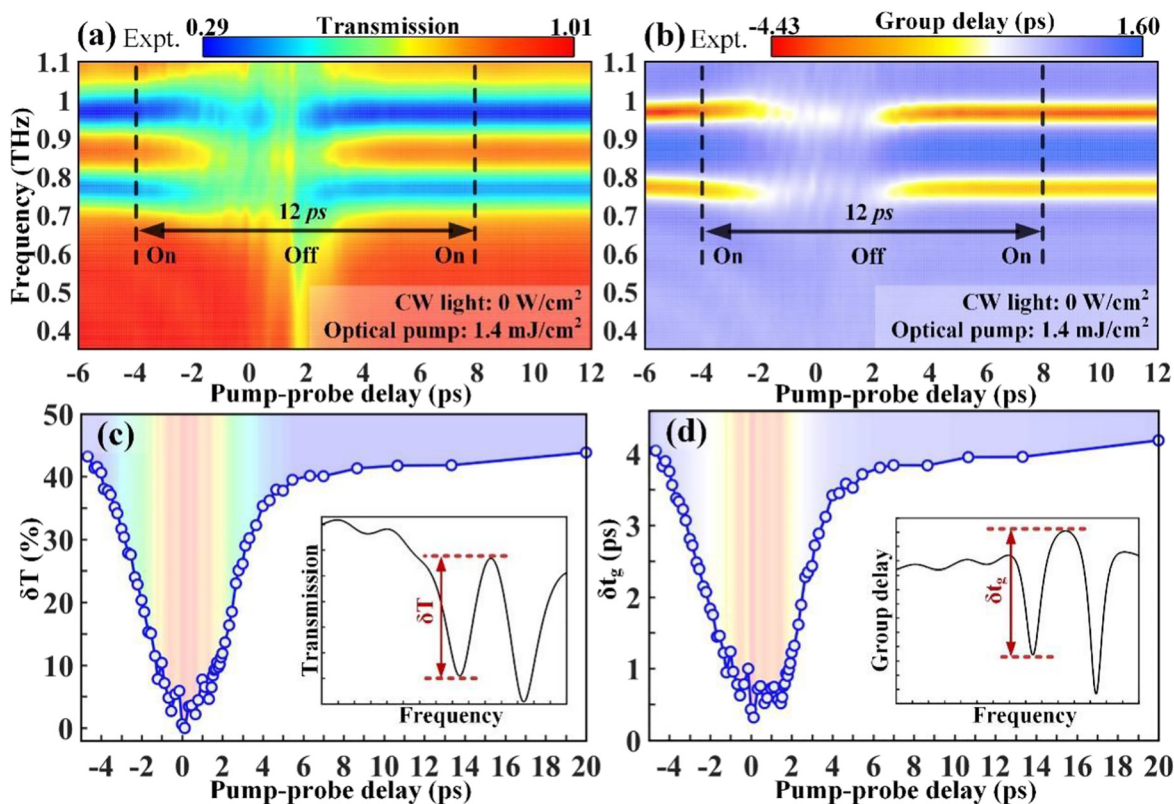 (a) Expt. 0.29 Transmission 1.01
1.1
1
0.9
0.8
0.7
0.6
0.5
0.4
Frequency (THz)
12 ps
On Off On
CW light: 0 W/cm²
Optical pump: 1.4 mJ/cm²
-6 -4 -2 0 2 4 6 8 10 12
Pump-probe delay (ps)
(b) Expt. -4.43 Group delay (ps) 1.60
1.1
1
0.9
0.8
0.7
0.6
0.5
0.4
12 ps
On Off On
CW light: 0 W/cm²
Optical pump: 1.4 mJ/cm²
-6 -4 -2 0 2 4 6 8 10 12
Pump-probe delay (ps)
(c)
50
40
30
20
10
0
δT (%)
Transmission
δT
Frequency
-4 -2 0 2 4 6 8 10 12 14 16 18 20
Pump-probe delay (ps)
(d)
4
3
2
1
0
δtg (ps)
Group delay
δtg
Frequency
-4 -2 0 2 4 6 8 10 12 14 16 18 20
Pump-probe delay (ps)